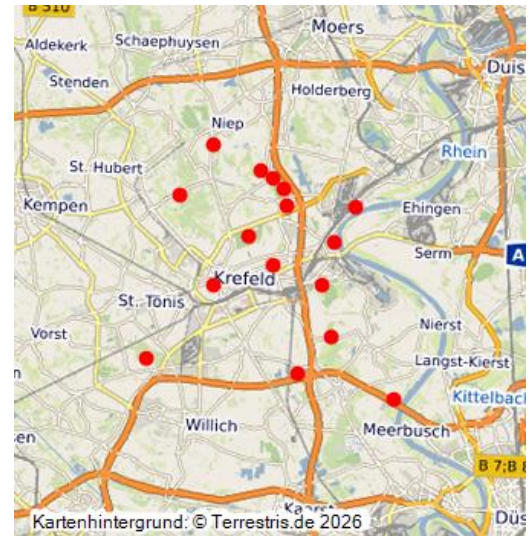 B 510
Moers
Aldekerk
Schaephuysen
Duis
Stenden
Holderberg
Niep
Rhein
St. Hubert
Kempen
Ehingen
Serm
A
Krefeld
St. Tönis
Vorst
Nierst
Langst-Kierst
Kittelbach
Willich
Meerbusch
sen
B 7;B 8
Kaarst
Düs
Kartenhintergrund: © Terrestris.de 2026